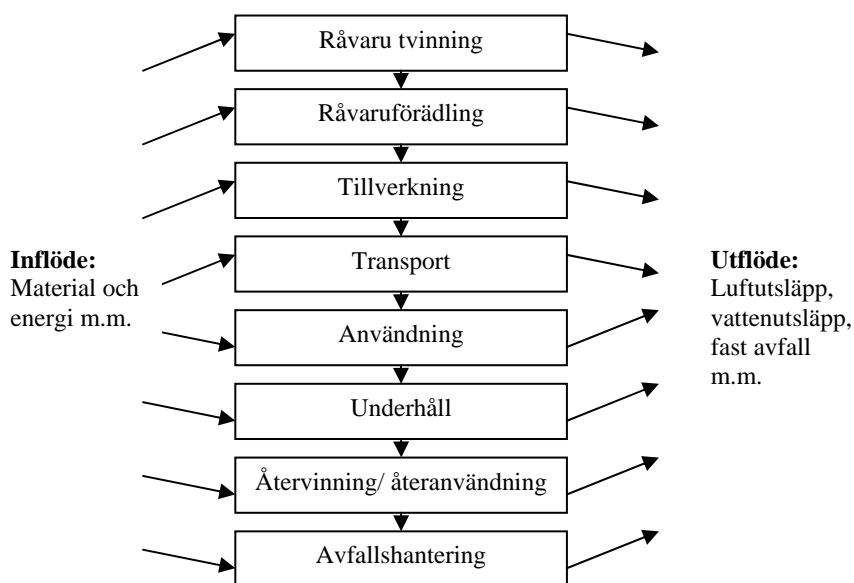 Råvaru tvinning
Råvaruförädling
Tillverkning
Transport
Användning
Underhåll
Återvinning/ återanvändning
Avfallshantering
Inflöde:
Material och
energi m.m.
Utflöde:
Luftutsläpp,
vattenutsläpp,
fast avfall
m.m.